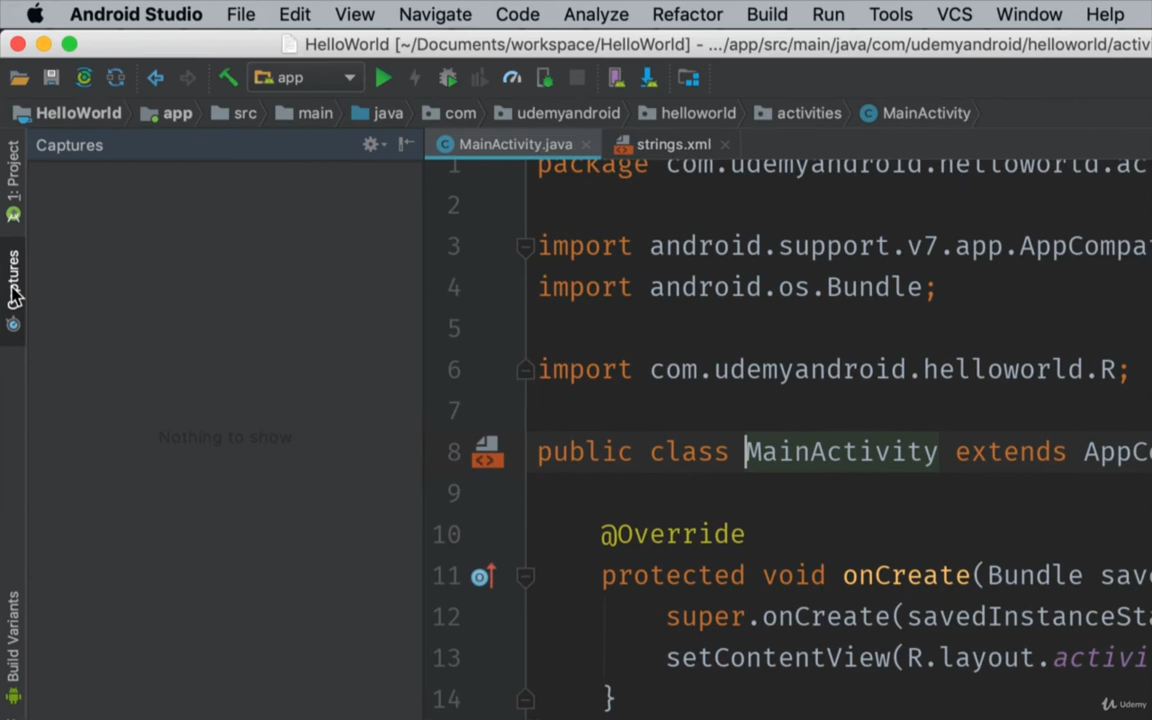 Android Studio File Edit View Navigate Code Analyze Refactor Build Run Tools VCS Window Help
HelloWorld [~/Documents/workspace/HelloWorld] - .../app/src/main/java/com/udemyandroid/helloworld/activi
app
HelloWorld app src main java com udemyandroid helloworld activities MainActivity
1: Project
Captures
Build Variants
Captures
Nothing to show
MainActivity.java strings.xml
1 package com.udemyandroid.helloworld.ac
2
3 import android.support.v7.app.AppCompa
4 import android.os.Bundle;
5
6 import com.udemyandroid.helloworld.R;
7
8 public class MainActivity extends AppCo
9
10 @Override
11 protected void onCreate(Bundle save
12 super.onCreate(savedInstanceSta
13 setContentView(R.layout.activi
14 }
Udemy